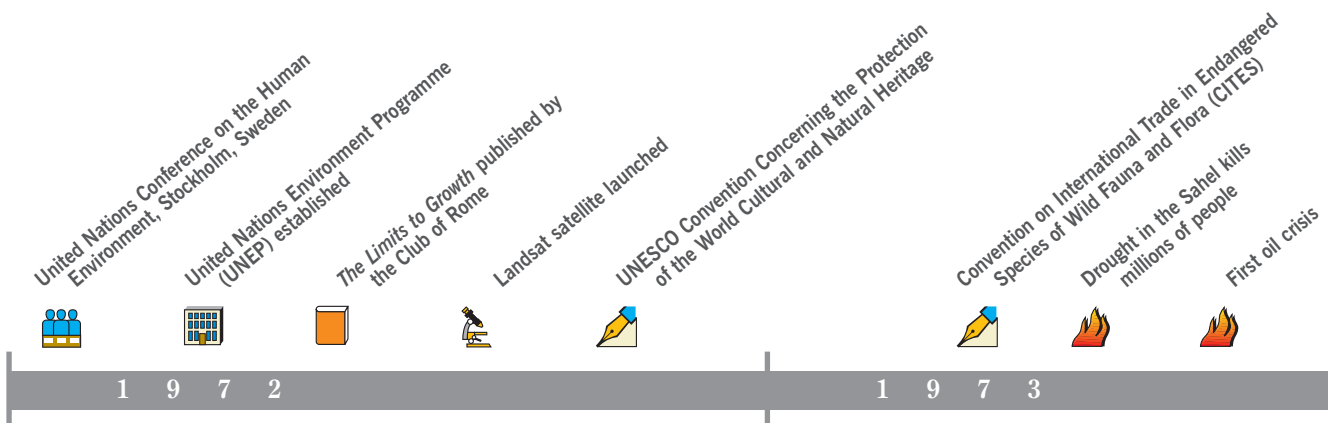 United Nations Conference on the Human
Environment, Stockholm, Sweden
United Nations Environment Programme
(UNEP) established
The Limits to Growth published by
the Club of Rome
Landsat satellite launched
UNESCO Convention Concerning the Protection
of the World Cultural and Natural Heritage
Convention on International Trade in Endangered
Species of Wild Fauna and Flora (CITES)
Drought in the Sahel kills
millions of people
First oil crisis
1 9 7 2
1 9 7 3